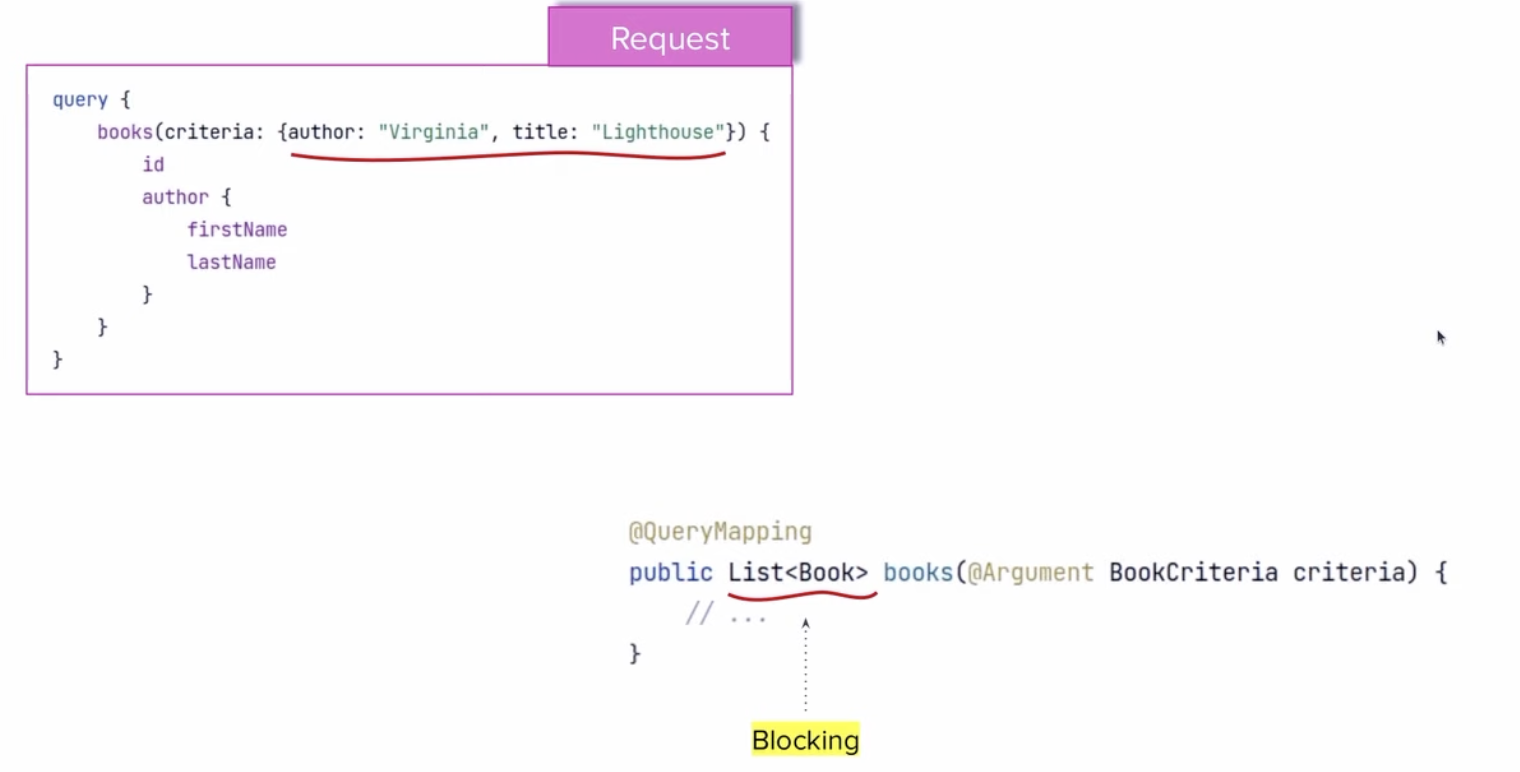 Request
query {
books(criteria: {author: "Virginia", title: "Lighthouse"}) {
id
author {
firstName
lastName
}
}
}
@QueryMapping
public List<Book> books(@Argument BookCriteria criteria) {
// ...
}
Blocking